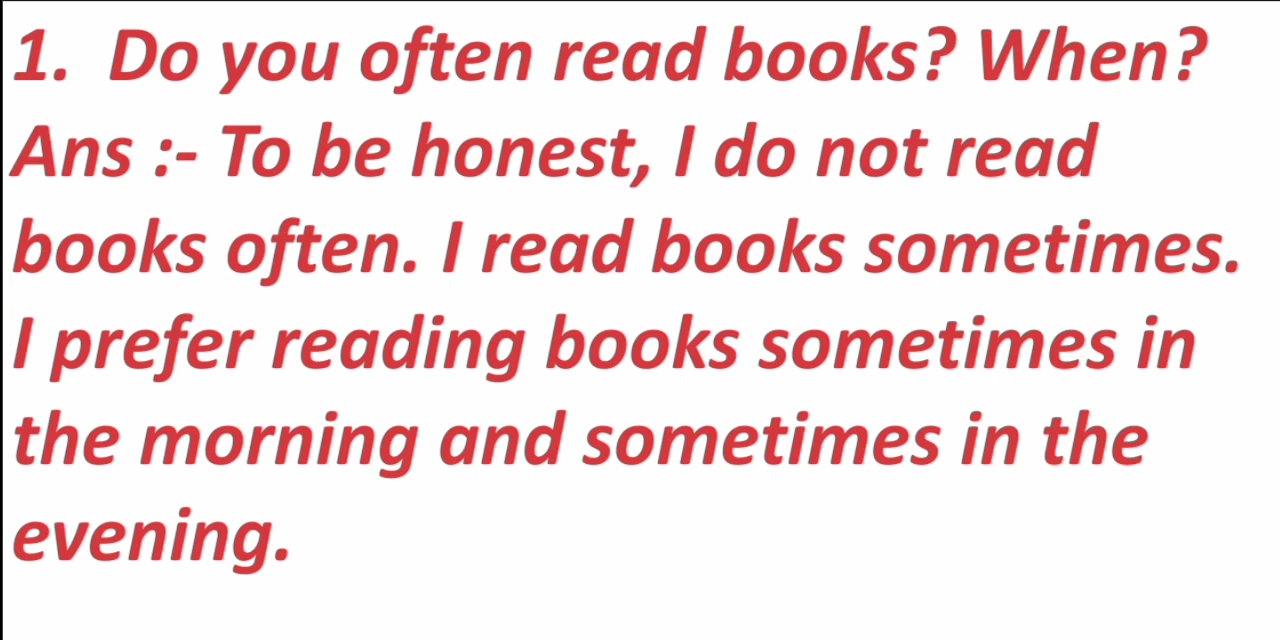 1.  Do you often read books? When?
Ans :- To be honest, I do not read
books often. I read books sometimes.
I prefer reading books sometimes in
the morning and sometimes in the
evening.